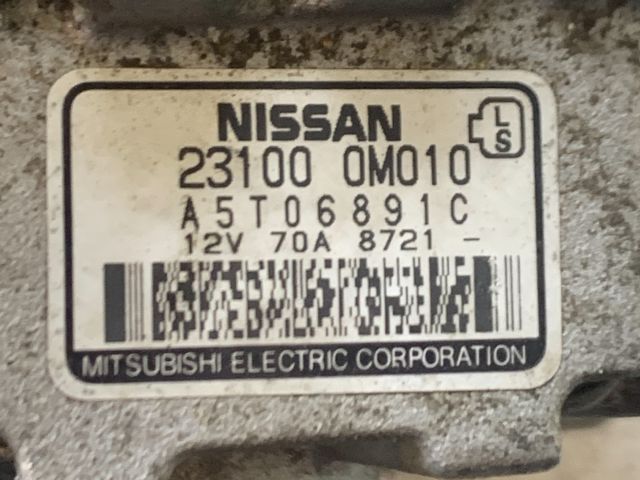 NISSAN
L
S
23100 0M010
A5T06891C
12V 70A 8721 -
MITSUBISHI ELECTRIC CORPORATION